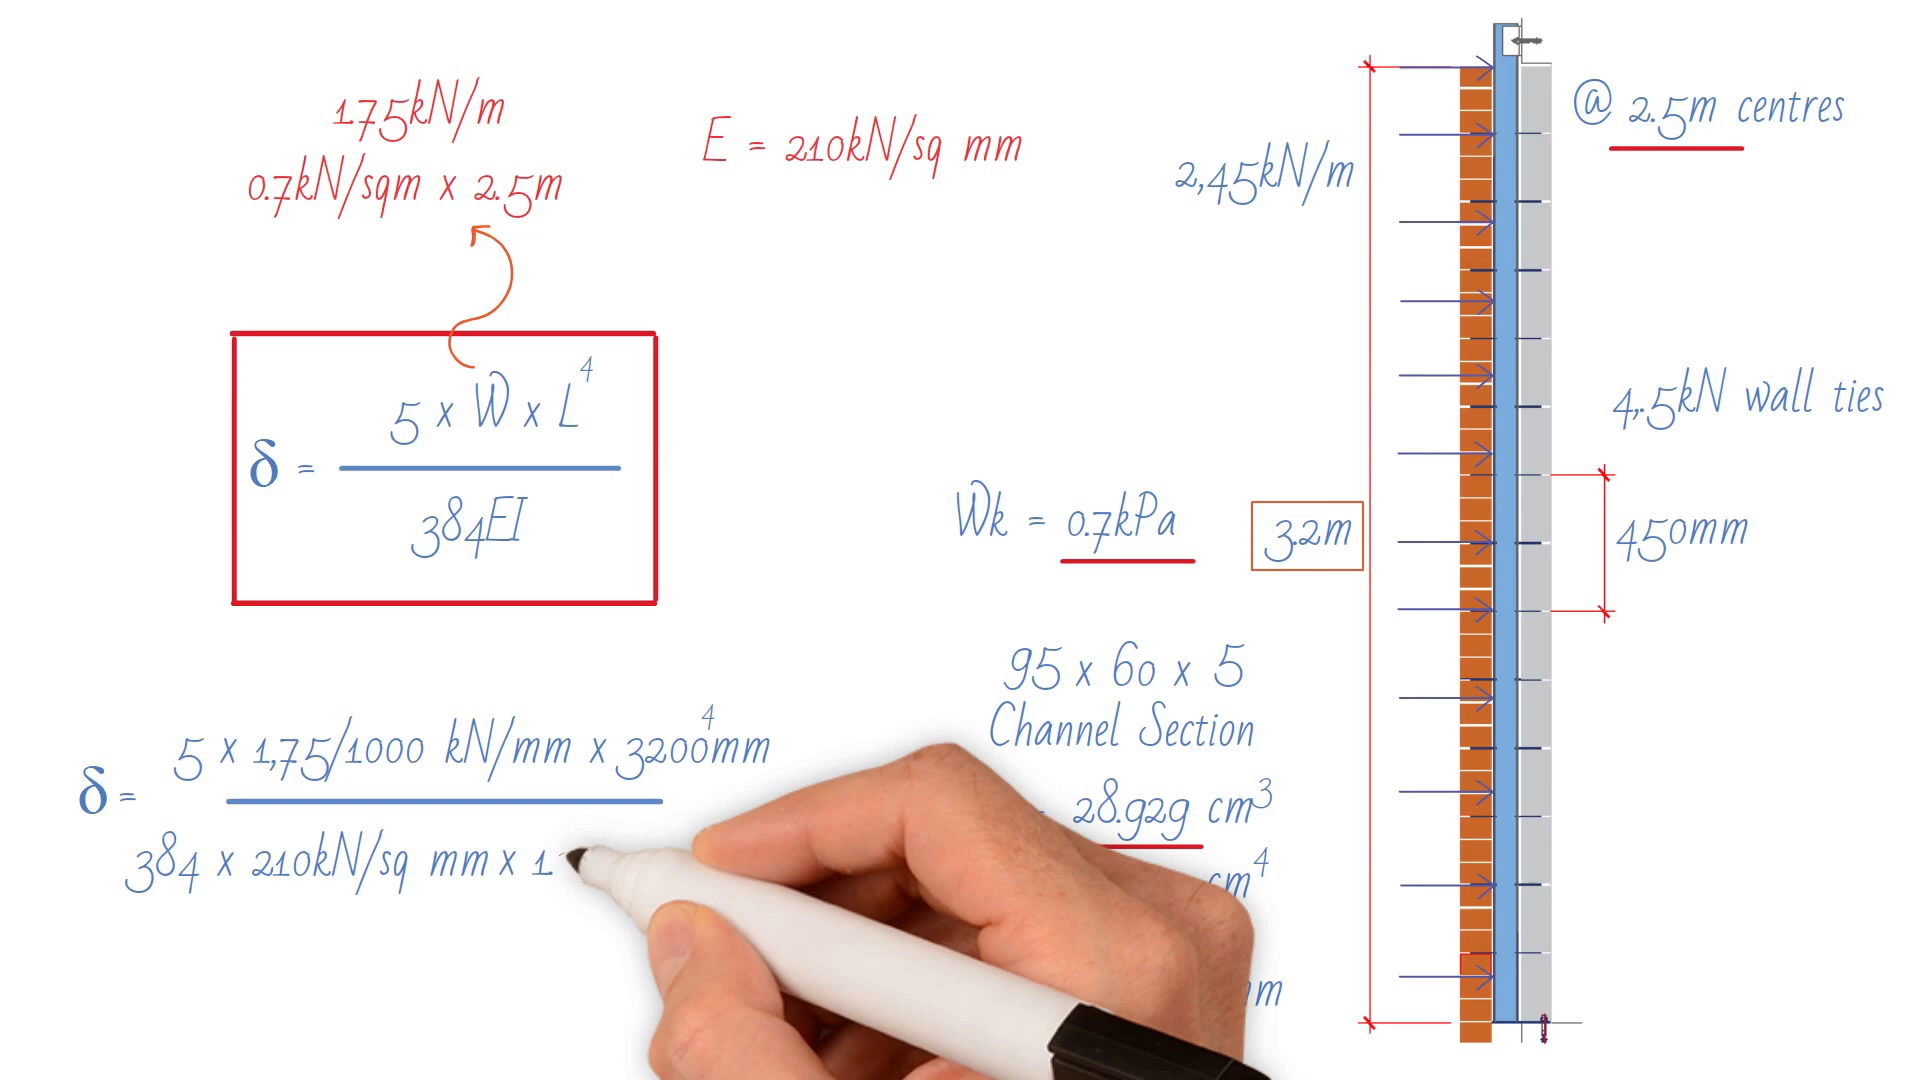 1.75kN/m
0.7kN/sqm x 2.5m
E = 210kN/sq mm
2,45kN/m
@ 2.5m centres
δ = 5 x W x L⁴
384EI
4,.5kN wall ties
Wk = 0.7kPa
3.2m
450mm
95 x 60 x 5
Channel Section
28.929 cm³
cm⁴
δ = 5 x 1,75/1000 kN/mm x 3200⁴mm
384 x 210kN/sq mm x 1.